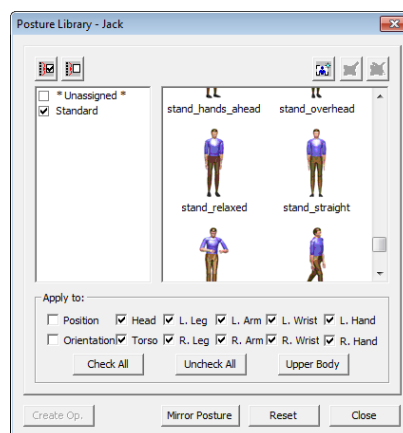 Posture Library - Jack
* Unassigned *
Standard
stand_hands_ahead stand_overhead
stand_relaxed stand_straight
Apply to:
Position Head L. Leg L. Arm L. Wrist L. Hand
Orientation Torso R. Leg R. Arm R. Wrist R. Hand
Check All Uncheck All Upper Body
Create Op. Mirror Posture Reset Close